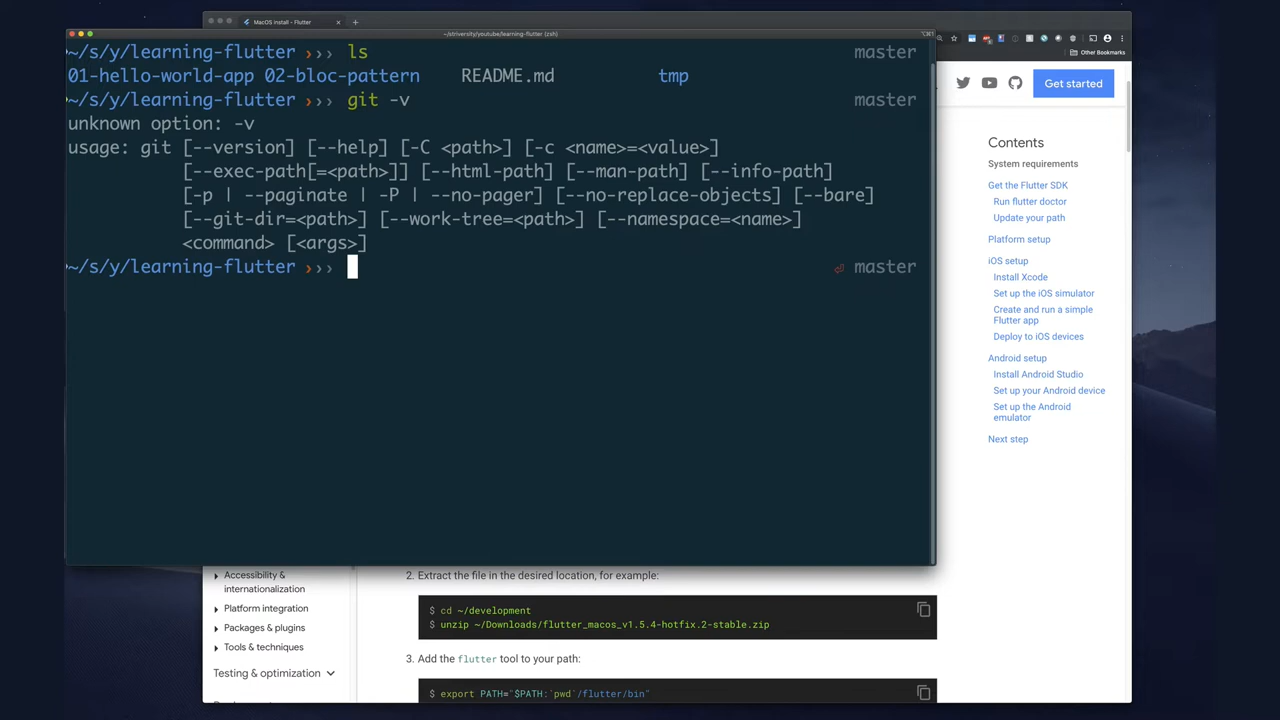 MacOS install - Flutter
~/striversity/youtube/learning-flutter (zsh)
Other Bookmarks
~/s/y/learning-flutter ››› ls master
01-hello-world-app 02-bloc-pattern README.md tmp
~/s/y/learning-flutter ››› git -v master
unknown option: -v
usage: git [--version] [--help] [-C <path>] [-c <name>=<value>]
[--exec-path[=<path>]] [--html-path] [--man-path] [--info-path]
[-p | --paginate | -P | --no-pager] [--no-replace-objects] [--bare]
[--git-dir=<path>] [--work-tree=<path>] [--namespace=<name>]
<command> [<args>]
~/s/y/learning-flutter ››› ⏎ master
Get started
Contents
System requirements
Get the Flutter SDK
Run flutter doctor
Update your path
Platform setup
iOS setup
Install Xcode
Set up the iOS simulator
Create and run a simple
Flutter app
Deploy to iOS devices
Android setup
Install Android Studio
Set up your Android device
Set up the Android
emulator
Next step
Accessibility &
internationalization
Platform integration
Packages & plugins
Tools & techniques
Testing & optimization
2. Extract the file in the desired location, for example:
$ cd ~/development
$ unzip ~/Downloads/flutter_macos_v1.5.4-hotfix.2-stable.zip
3. Add the flutter tool to your path:
$ export PATH="$PATH:`pwd`/flutter/bin"